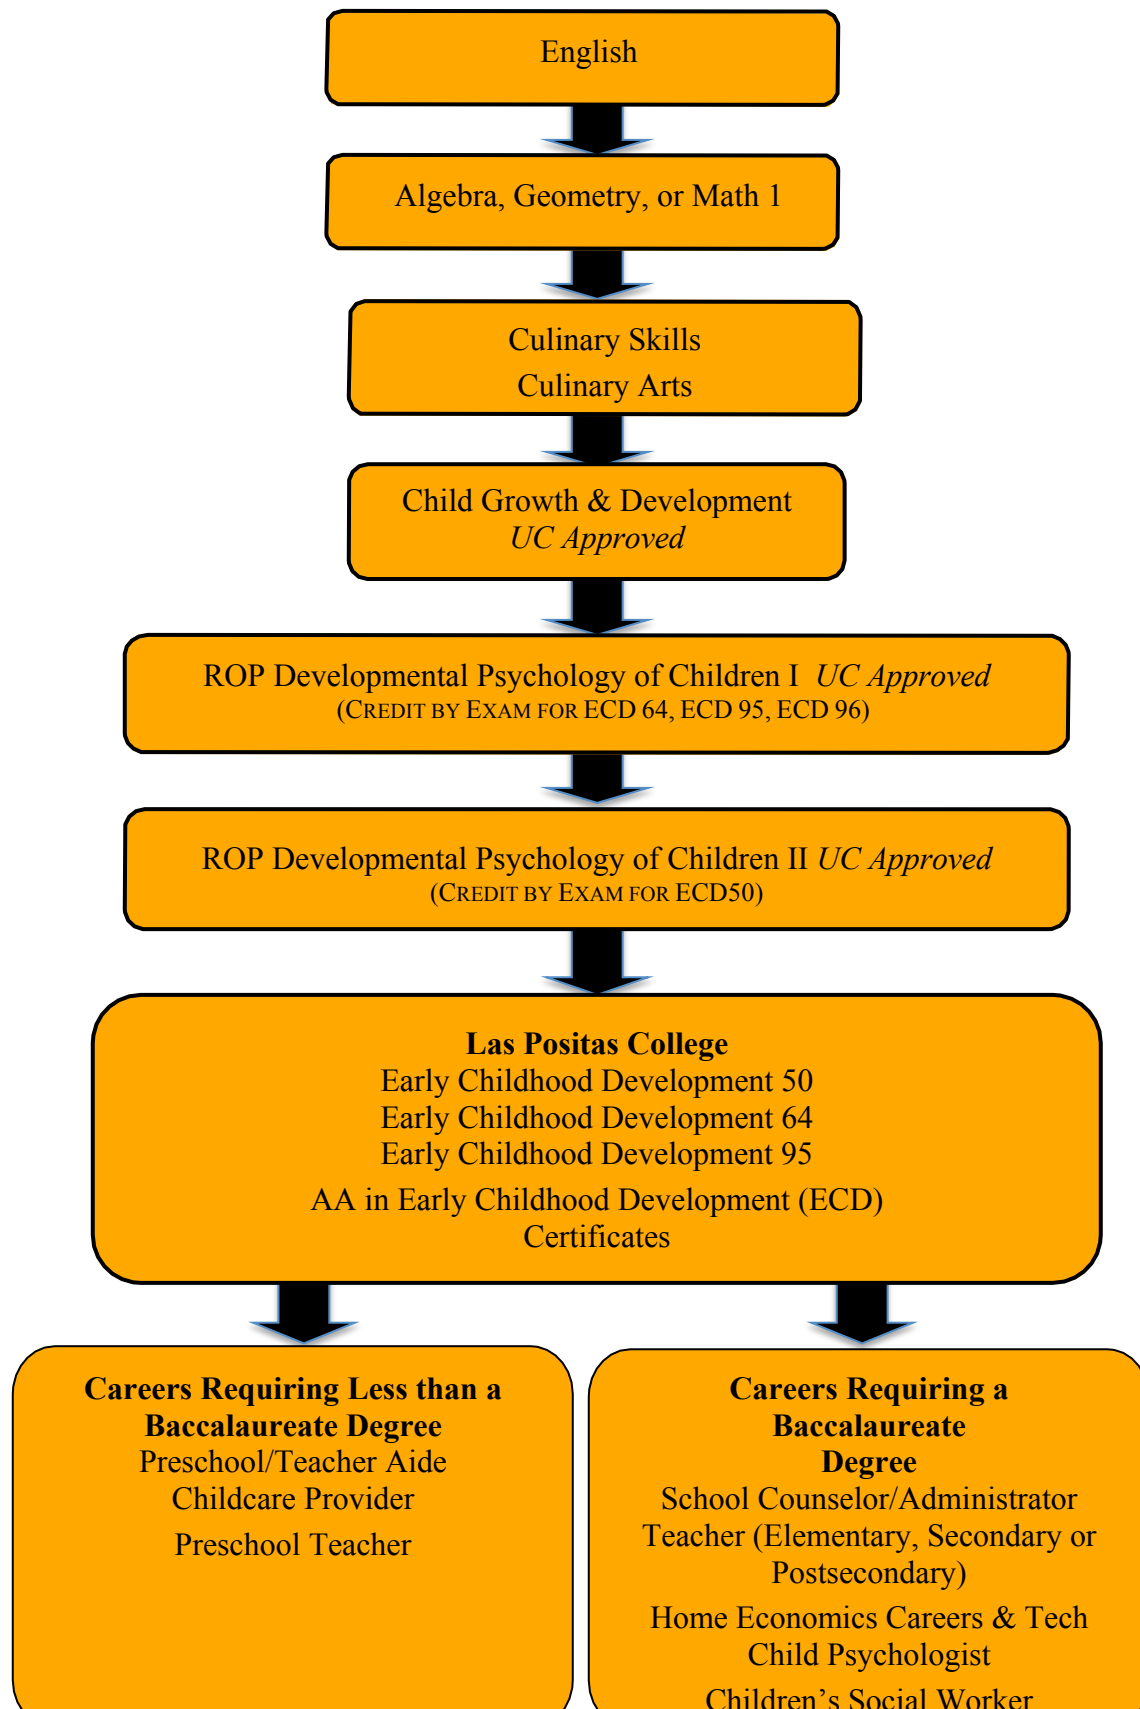 English
Algebra, Geometry, or Math 1
Culinary Skills
Culinary Arts
Child Growth & Development
UC Approved
ROP Developmental Psychology of Children I UC Approved
(CREDIT BY EXAM FOR ECD 64, ECD 95, ECD 96)
ROP Developmental Psychology of Children II UC Approved
(CREDIT BY EXAM FOR ECD50)
Las Positas College
Early Childhood Development 50
Early Childhood Development 64
Early Childhood Development 95
AA in Early Childhood Development (ECD)
Certificates
Careers Requiring Less than a
Baccalaureate Degree
Preschool/Teacher Aide
Childcare Provider
Preschool Teacher
Careers Requiring a
Baccalaureate
Degree
School Counselor/Administrator
Teacher (Elementary, Secondary or
Postsecondary)
Home Economics Careers & Tech
Child Psychologist
Children's Social Worker